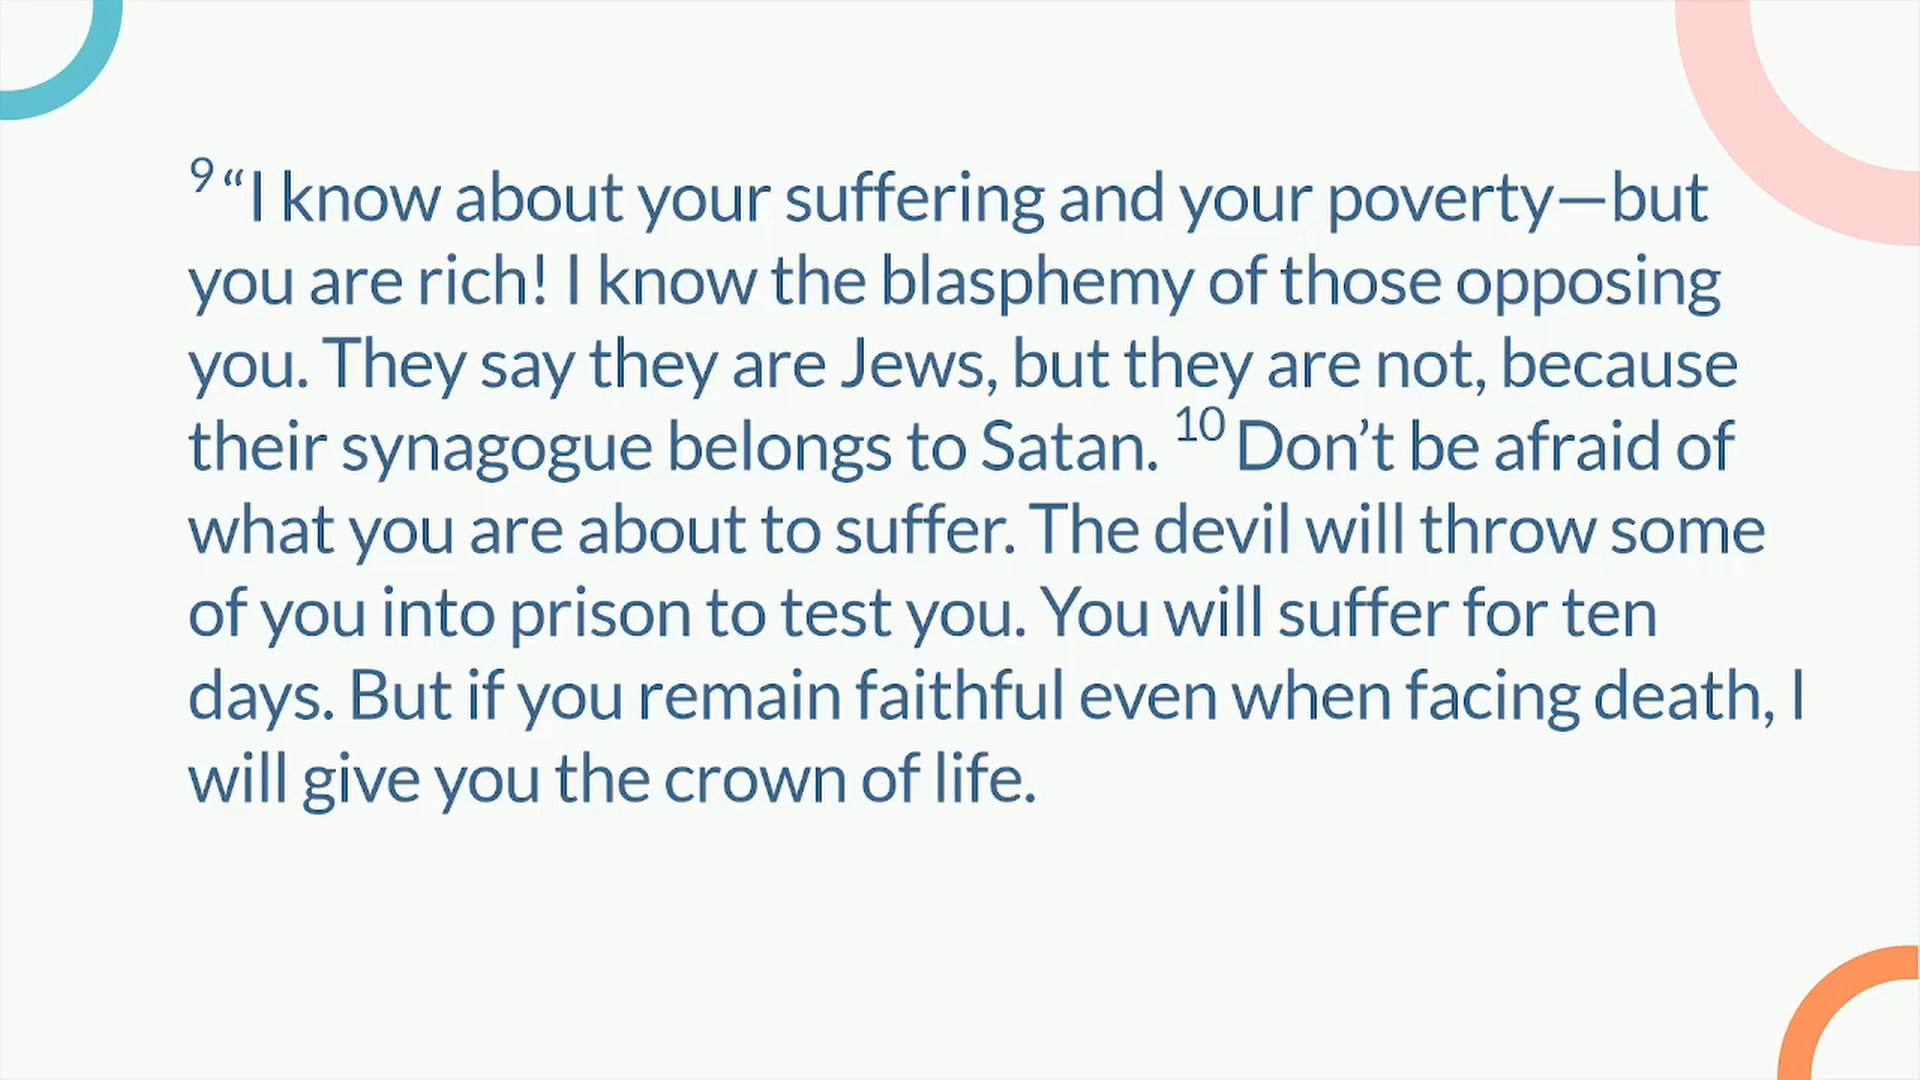 9 “I know about your suffering and your poverty—but
you are rich! I know the blasphemy of those opposing
you. They say they are Jews, but they are not, because
their synagogue belongs to Satan. 10 Don’t be afraid of
what you are about to suffer. The devil will throw some
of you into prison to test you. You will suffer for ten
days. But if you remain faithful even when facing death, I
will give you the crown of life.